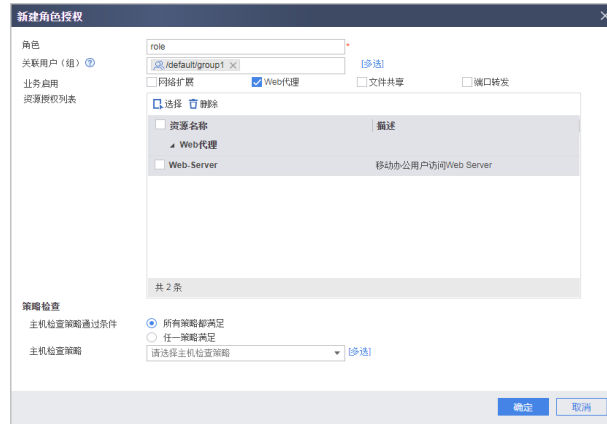 新建角色授权
角色 role *
关联用户（组） /default/group1 [多选]
业务启用 网络扩展 Web代理 文件共享 端口转发
资源授权列表
选择 删除
资源名称 描述
Web代理
Web-Server 移动办公用户访问Web Server
共 2 条
策略检查
主机检查策略通过条件 所有策略都满足
任一策略满足
主机检查策略 请选择主机检查策略 [多选]
确定 取消